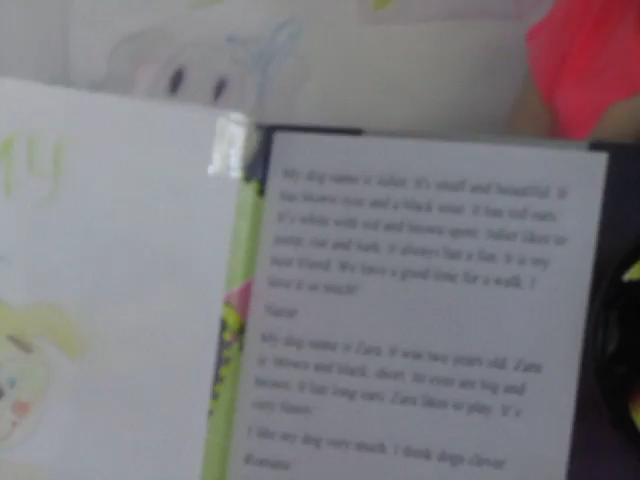 My
My dog name is Juliet. It's small and beautiful. It
has brown eyes and a black nose. It has red ears.
It's white with red and brown spots. Juliet likes to
jump, run and bark. It always has a fun. It is my
best friend. We have a good time for a walk. I
love it so much!
My dog name is Zara. It was two years old. Zara
is brown and black, short. Its eyes are big and
brown. It has long ears. Zara likes to play. It's
very funny.
I like my dog very much. I think dogs clever.